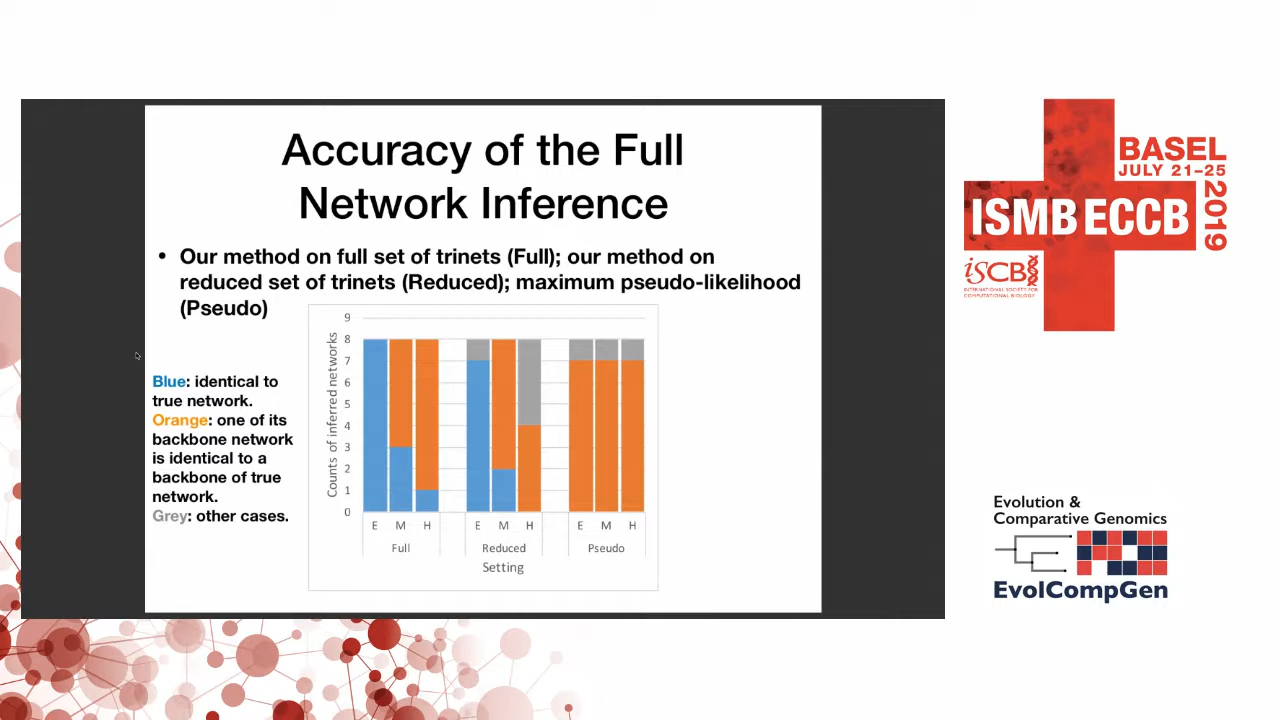 Accuracy of the Full
Network Inference
• Our method on full set of trinets (Full); our method on
reduced set of trinets (Reduced); maximum pseudo-likelihood
(Pseudo)
Blue: identical to
true network.
Orange: one of its
backbone network
is identical to a
backbone of true
network.
Grey: other cases.
Counts of inferred networks
9
8
7
6
5
4
3
2
1
0
E M H E M H E M H
Full Reduced Pseudo
Setting
BASEL
JULY 21–25
2019
ISMB ECCB
ISCB
INTERNATIONAL SOCIETY FOR
COMPUTATIONAL BIOLOGY
Evolution &
Comparative Genomics
EvolCompGen